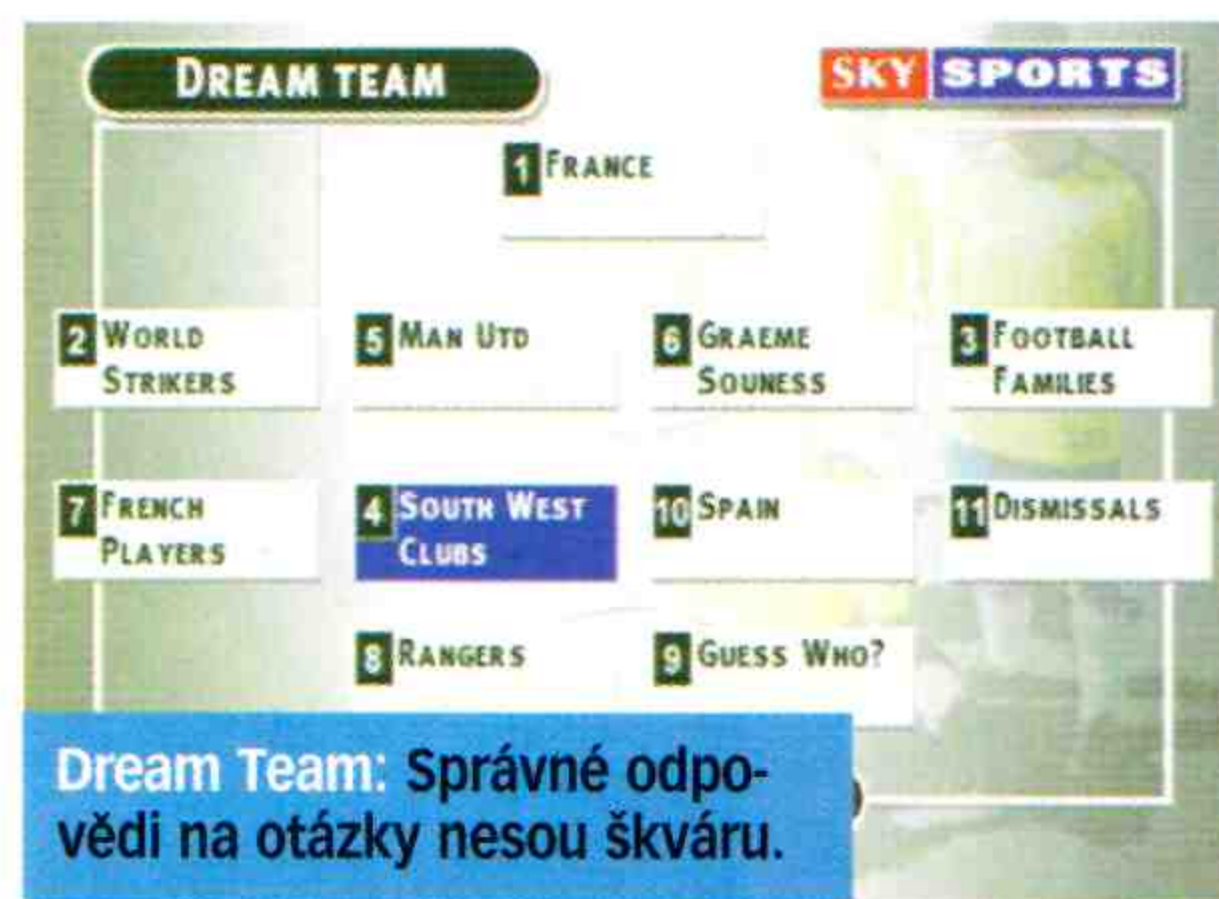 DREAM TEAM
SKY SPORTS
1 FRANCE
2 WORLD
STRIKERS
5 MAN UTD
6 GRAEME
SOUNESS
3 FOOTBALL
FAMILIES
7 FRENCH
PLAYERS
4 SOUTH WEST
CLUBS
10 SPAIN
11 DISMISSALS
8 RANGERS
9 GUESS WHO?
Dream Team: Správné odpo-
vědi na otázky nesou škváru.